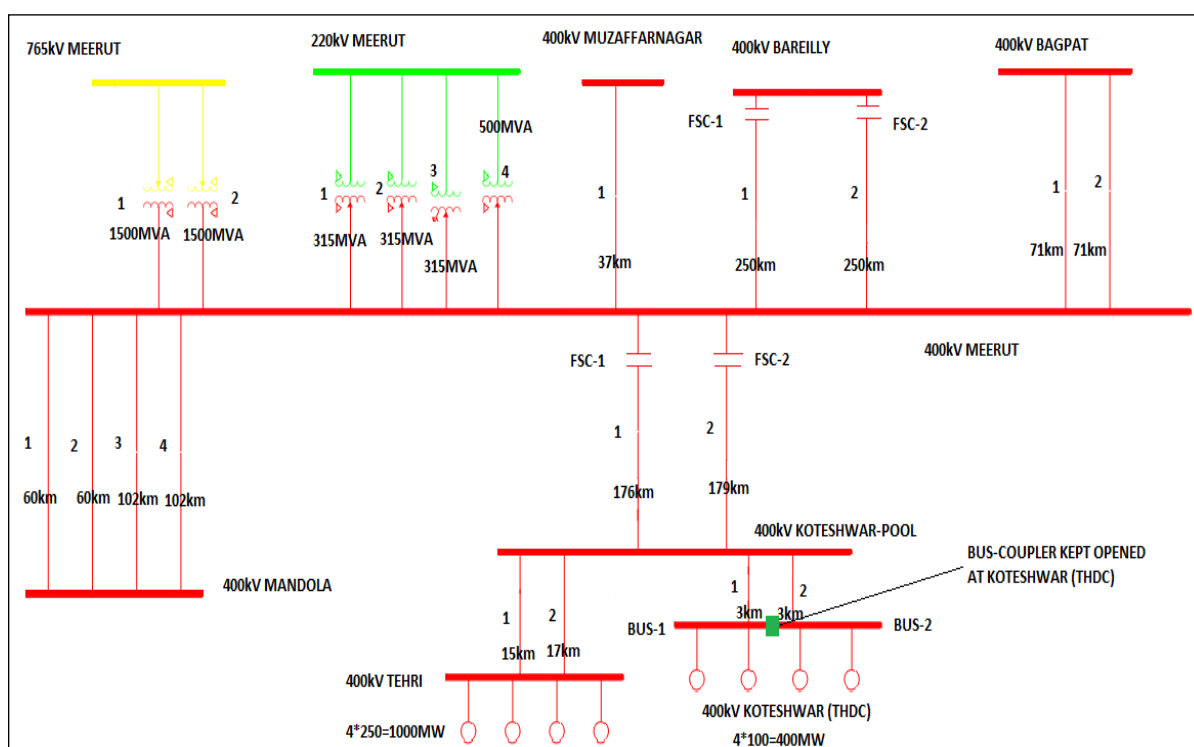 765kV MEERUT
220kV MEERUT
400kV MUZAFFARNAGAR
400kV BAREILLY
400kV BAGPAT
FSC-1
FSC-2
500MVA
1
2
1500MVA
1500MVA
1
2
3
4
315MVA
315MVA
315MVA
1
37km
1
2
250km
250km
1
2
71km
71km
400kV MEERUT
FSC-1
FSC-2
1
2
3
4
60km
60km
102km
102km
1
2
176km
179km
400kV MANDOLA
400kV KOTESHWAR-POOL
BUS-COUPLER KEPT OPENED
AT KOTESHWAR (THDC)
1
2
15km
17km
1
2
3km
3km
BUS-1
BUS-2
400kV TEHRI
4*250=1000MW
400kV KOTESHWAR (THDC)
4*100=400MW